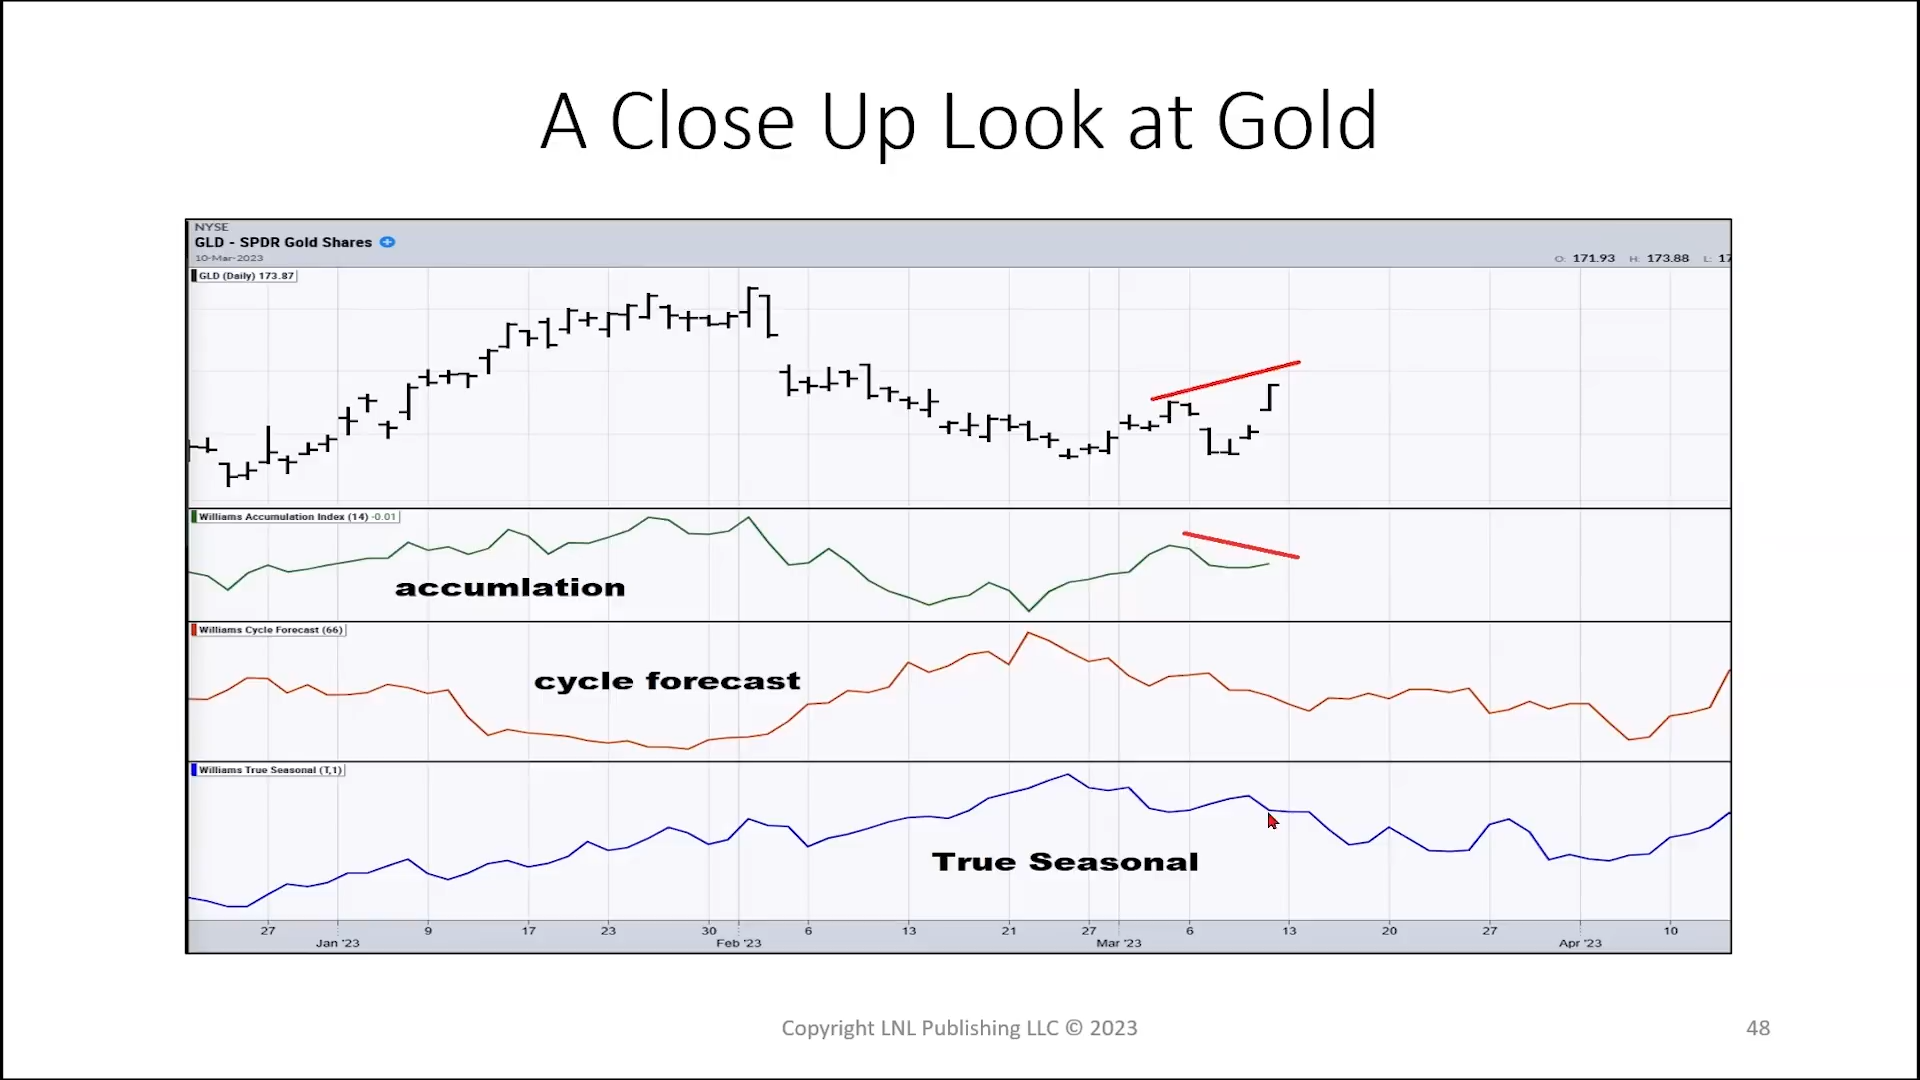 A Close Up Look at Gold
NYSE
GLD - SPDR Gold Shares
10-Mar-2023
O: 171.93 H: 173.88 L: 17
GLD (Daily) 173.87
Williams Accumulation Index (14) -0.01
accumlation
Williams Cycle Forecast (66)
cycle forecast
Williams True Seasonal (T,1)
True Seasonal
27 9 17 23 30 6 13 21 27 6 13 20 27 10
Jan '23 Feb '23 Mar '23 Apr '23
Copyright LNL Publishing LLC © 2023
48